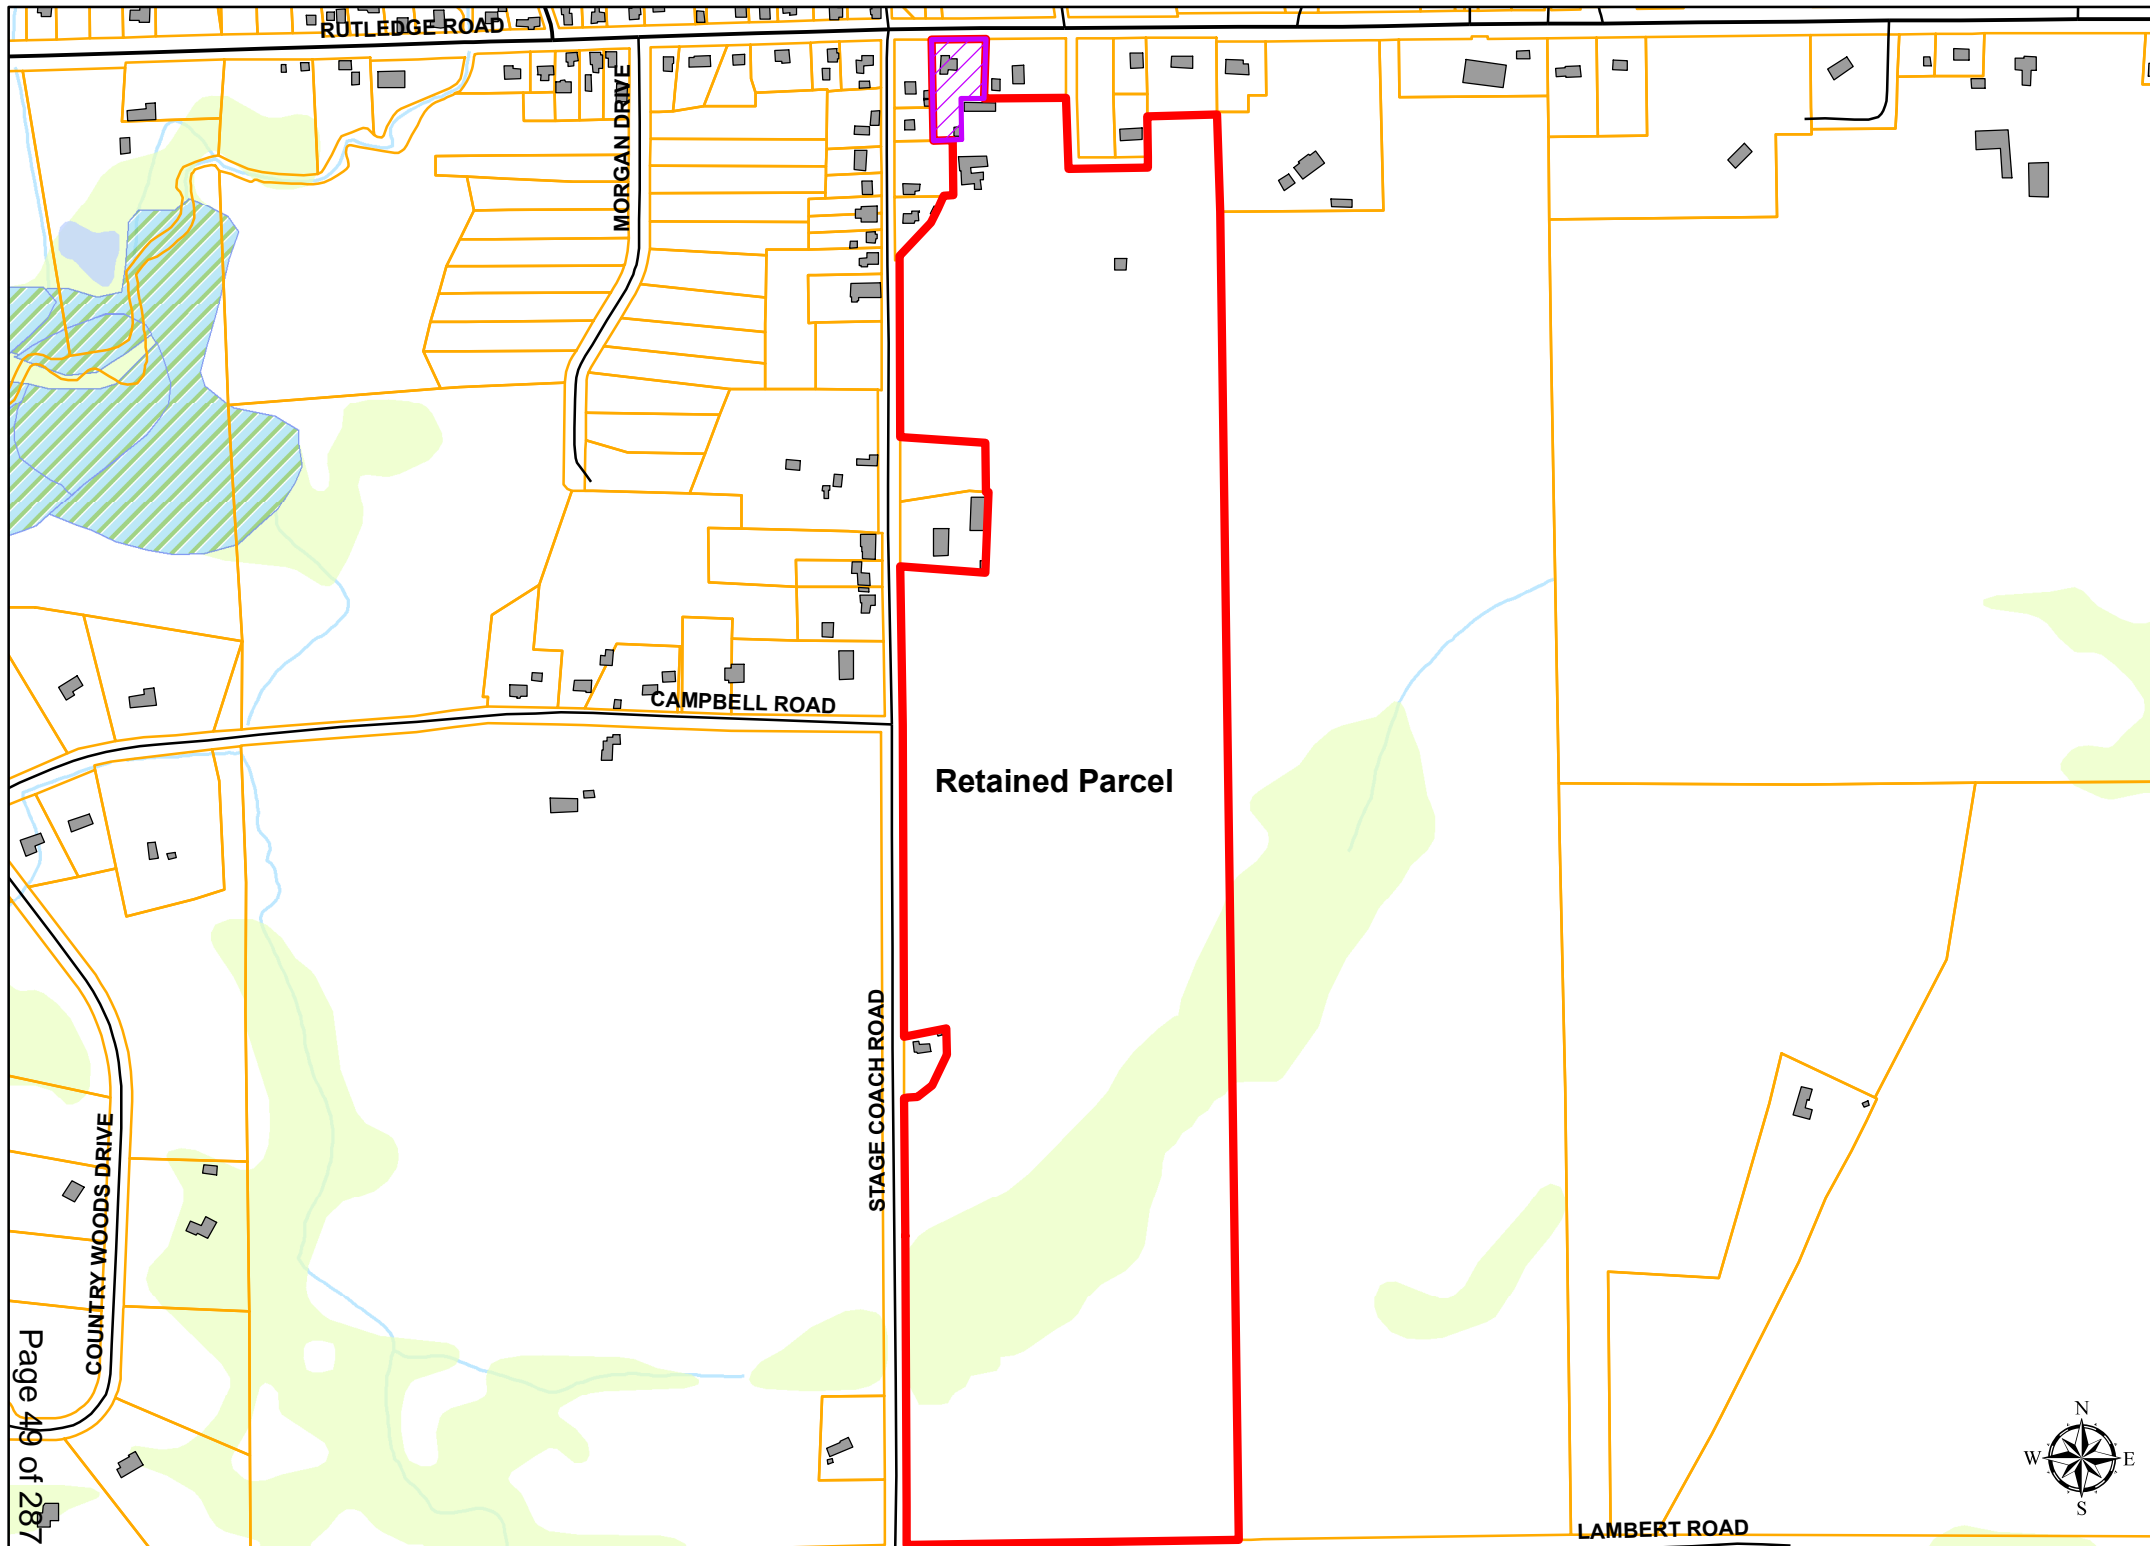 RUTLEDGE ROAD
MORGAN DRIVE
CAMPBELL ROAD
Retained Parcel
STAGE COACH ROAD
COUNTRY WOODS DRIVE
Page 49 of 287
N
W E
S
LAMBERT ROAD